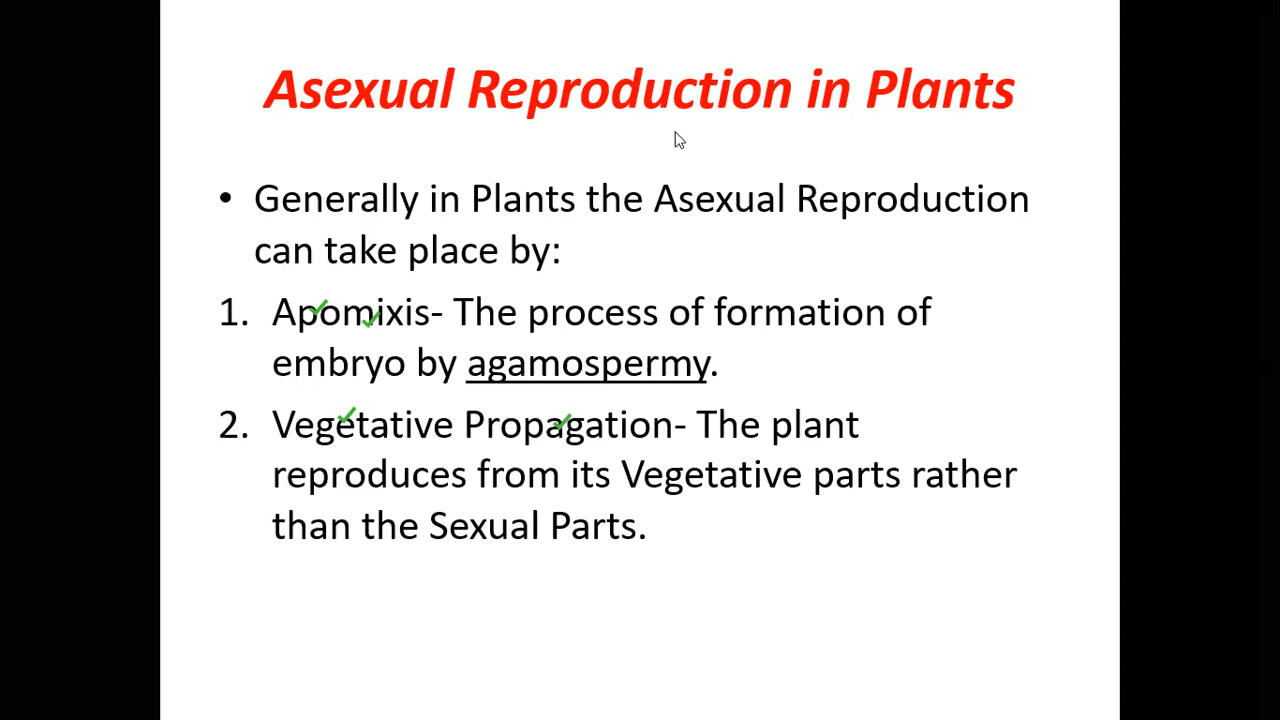 Asexual Reproduction in Plants
• Generally in Plants the Asexual Reproduction
can take place by:
1. Apomixis- The process of formation of
embryo by agamospermy.
2. Vegetative Propagation- The plant
reproduces from its Vegetative parts rather
than the Sexual Parts.